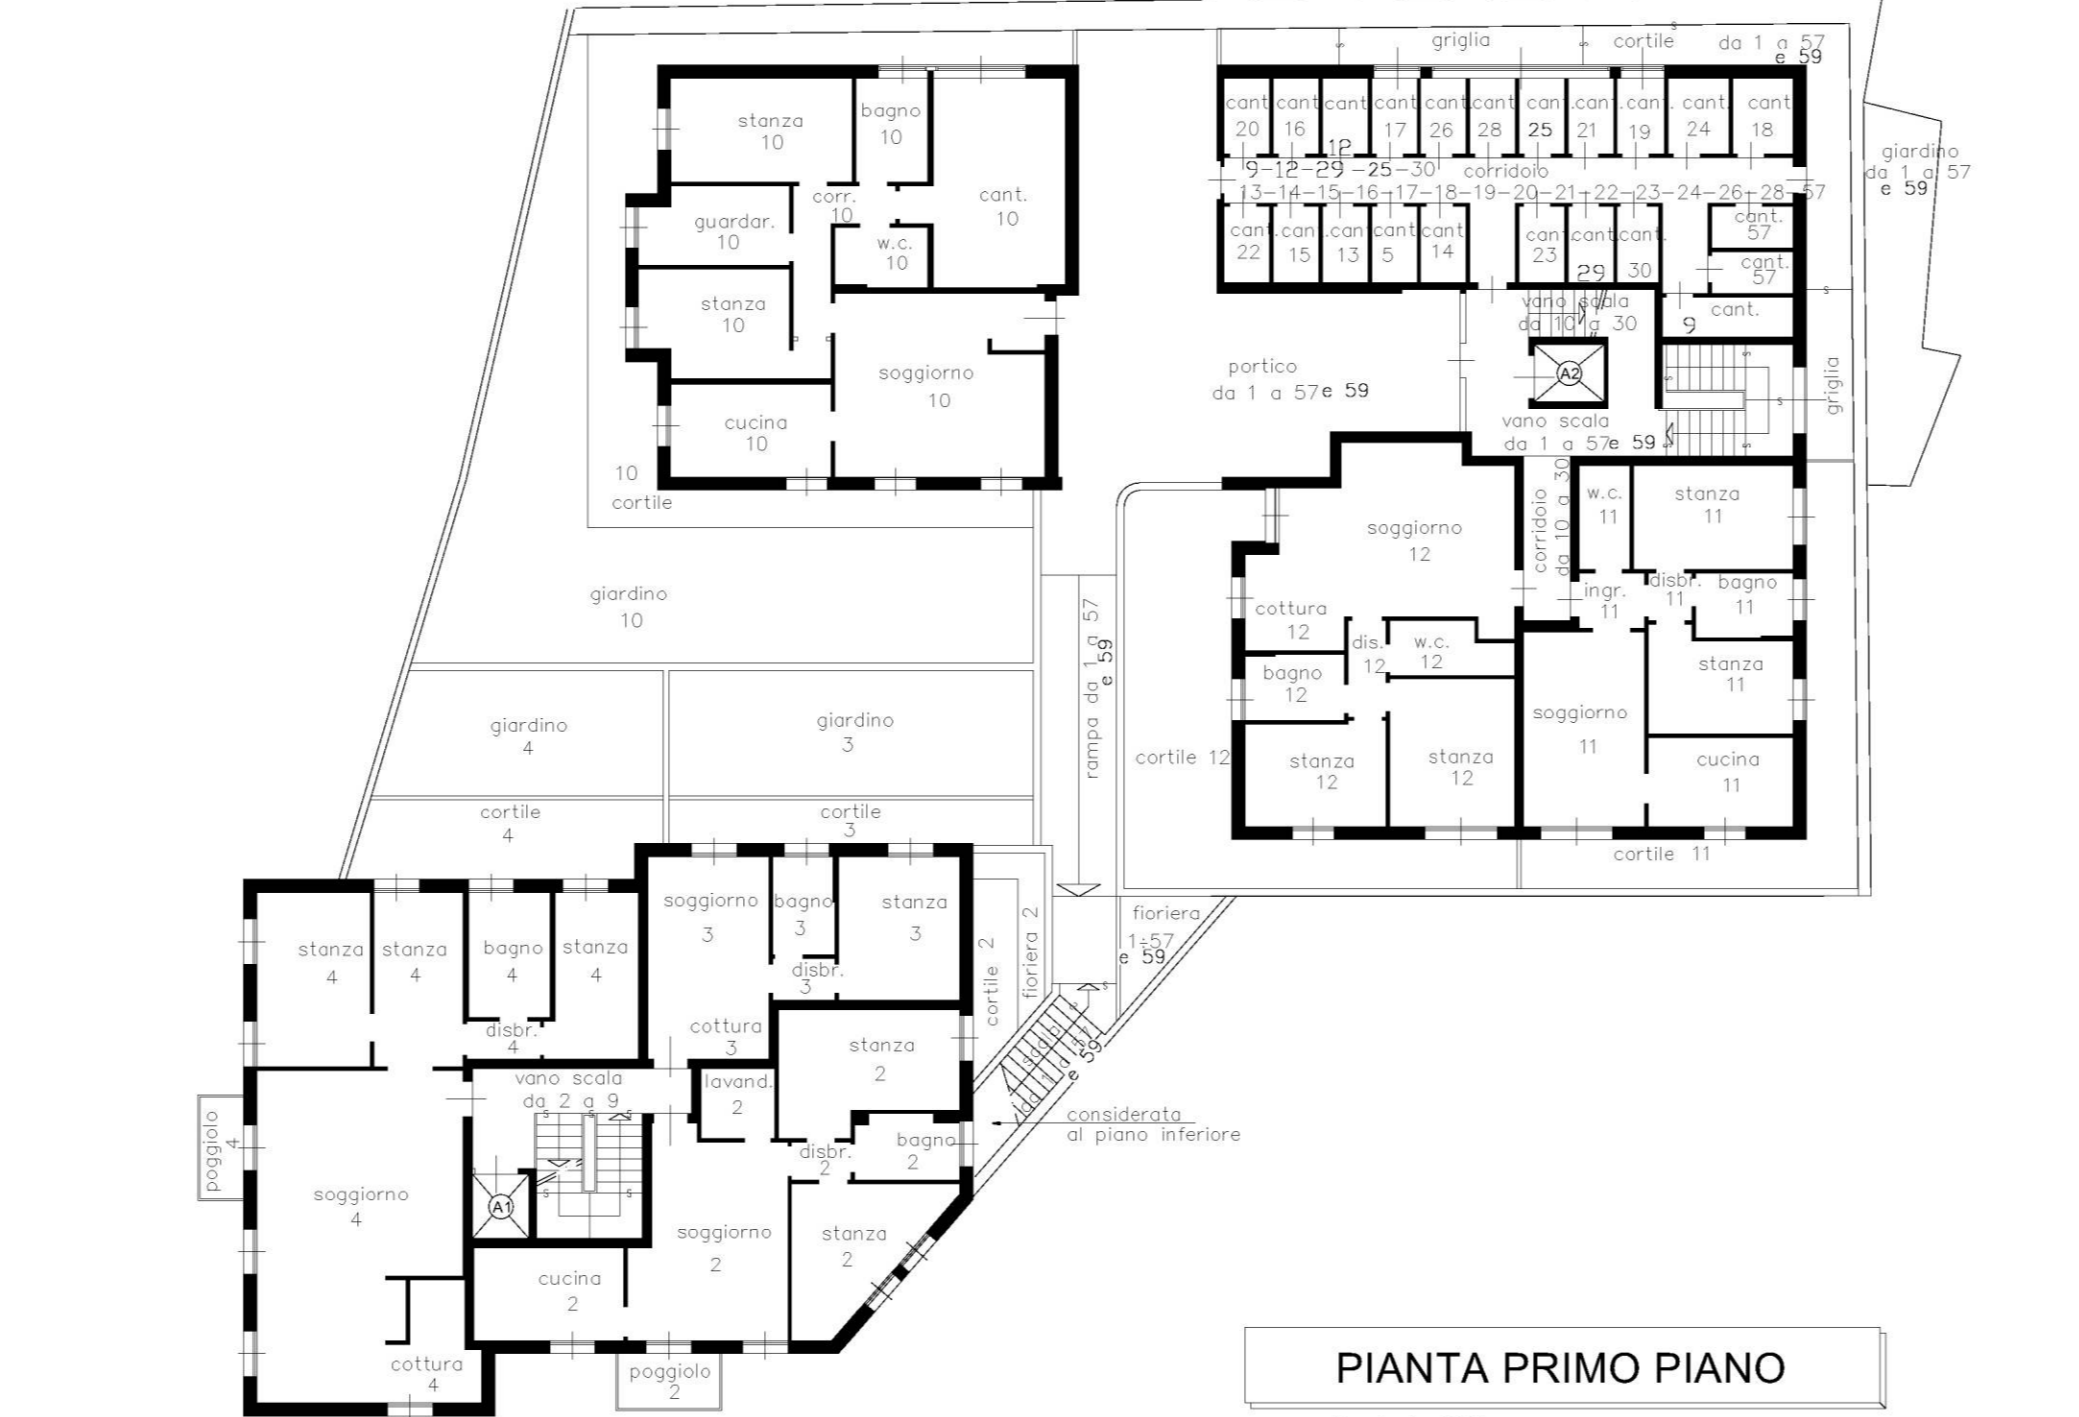 griglia
cortile
da 1 a 57
e 59
stanza
10
bagno
10
cant.
10
corr.
10
guardar.
10
w.c.
10
stanza
10
soggiorno
10
cucina
10
10
cortile
giardino
10
cant.
20
cant.
16
cant.
12
cant.
17
cant.
26
cant.
28
cant.
25
cant.
21
cant.
19
cant.
24
cant.
18
9-12-29-25-30
corridoio
13-14-15-16-17-18-19-20-21-22-23-24-26-28-57
cant.
22
cant.
15
cant.
13
cant.
5
cant.
14
cant.
23
cant.
29
cant.
30
cant.
57
cant.
57
cant.
9
giardino
da 1 a 57
e 59
vano scala
da 10 a 30
A2
griglia
portico
da 1 a 57 e 59
vano scala
da 1 a 57 e 59
corridoio
da 10 a 30
soggiorno
12
cottura
12
dis.
12
w.c.
12
bagno
12
stanza
12
stanza
12
cortile 12
w.c.
11
stanza
11
ingr.
11
disbr.
11
bagno
11
stanza
11
soggiorno
11
cucina
11
cortile 11
rampa da 1 a 57
e 59
giardino
4
giardino
3
cortile
4
cortile
3
stanza
4
stanza
4
bagno
4
stanza
4
disbr.
4
soggiorno
3
bagno
3
stanza
3
disbr.
3
cottura
3
cortile 2
fioriera 2
fioriera
1÷57
e 59
scala
da 1 a 57
e 59
considerata
al piano inferiore
stanza
2
vano scala
da 2 a 9
lavand.
2
disbr.
2
bagno
2
poggiolo
4
soggiorno
4
A1
soggiorno
2
stanza
2
cucina
2
cottura
4
poggiolo
2
PIANTA PRIMO PIANO